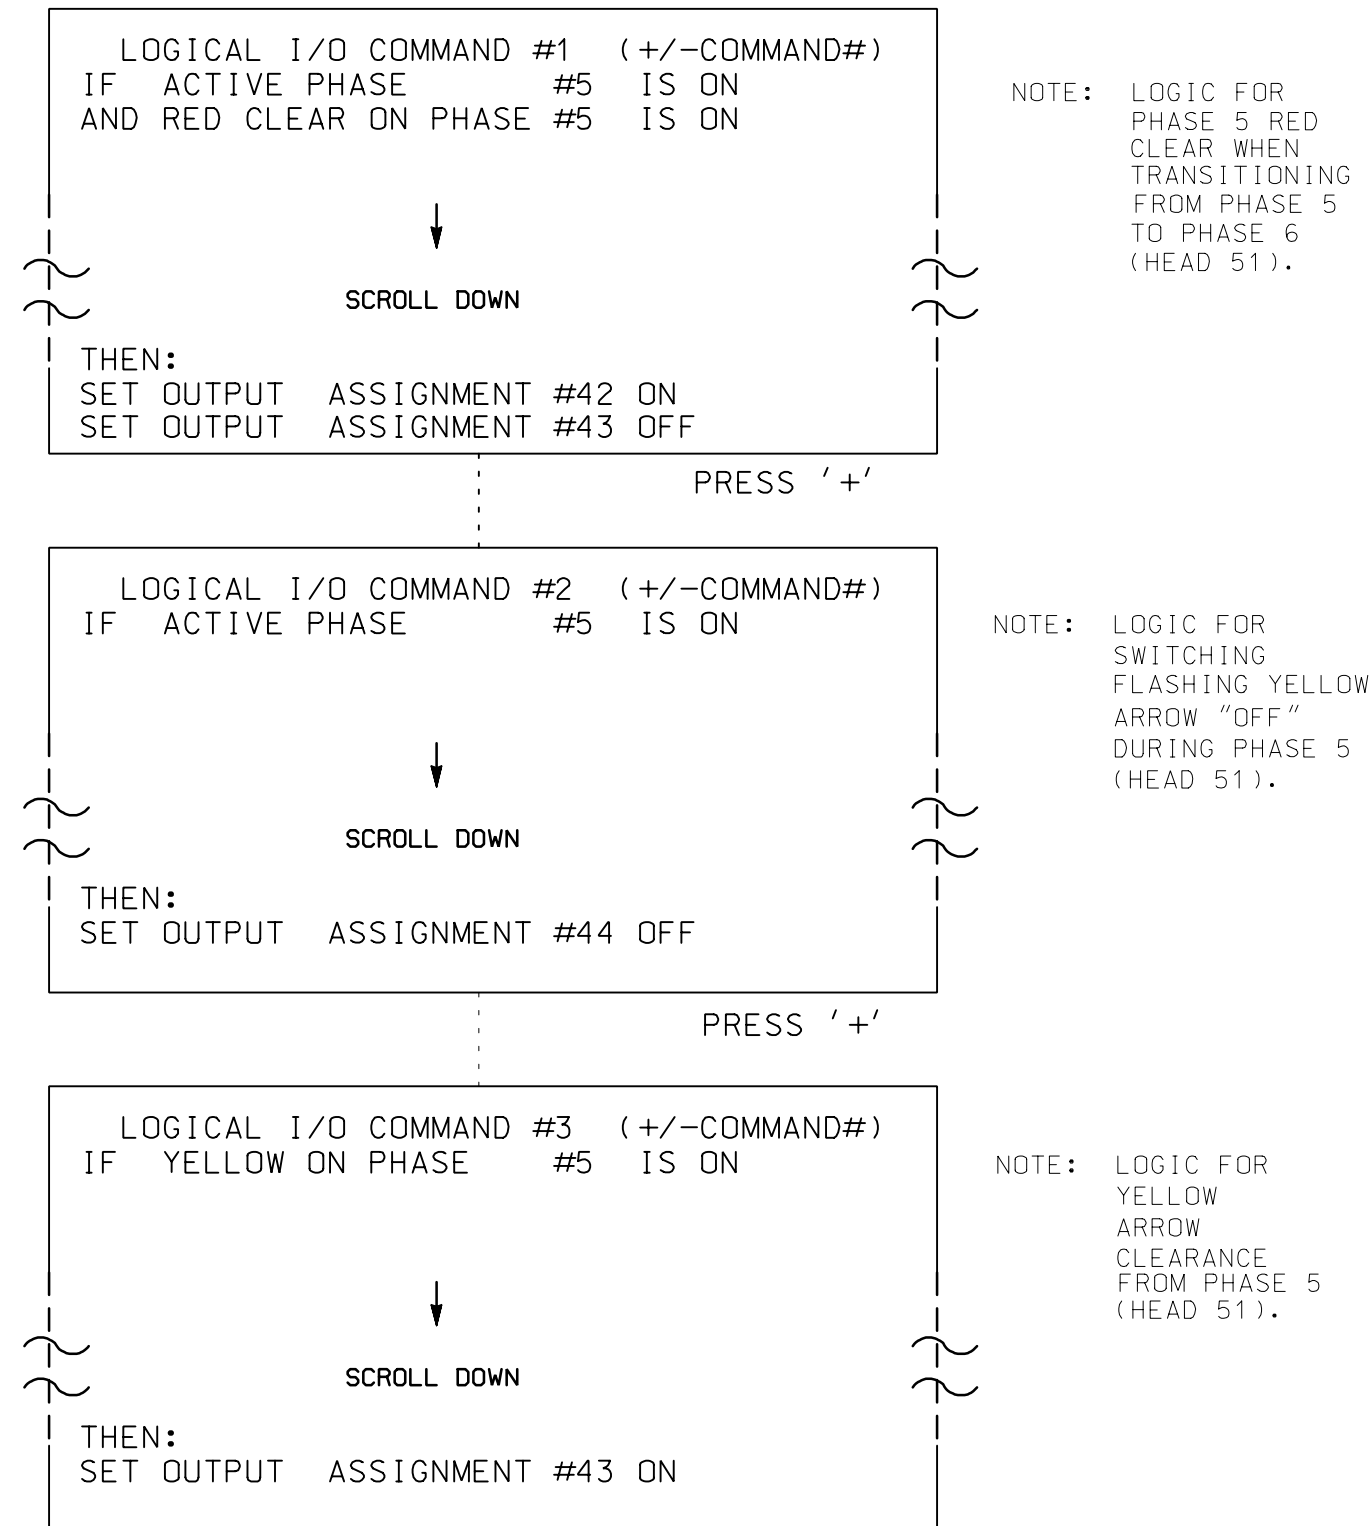 LOGICAL I/O COMMAND #1 (+/-COMMAND#)
IF ACTIVE PHASE #5 IS ON
AND RED CLEAR ON PHASE #5 IS ON
SCROLL DOWN
THEN:
SET OUTPUT ASSIGNMENT #42 ON
SET OUTPUT ASSIGNMENT #43 OFF
NOTE: LOGIC FOR
PHASE 5 RED
CLEAR WHEN
TRANSITIONING
FROM PHASE 5
TO PHASE 6
(HEAD 51).
PRESS '+'
LOGICAL I/O COMMAND #2 (+/-COMMAND#)
IF ACTIVE PHASE #5 IS ON
SCROLL DOWN
THEN:
SET OUTPUT ASSIGNMENT #44 OFF
NOTE: LOGIC FOR
SWITCHING
FLASHING YELLOW
ARROW "OFF"
DURING PHASE 5
(HEAD 51).
PRESS '+'
LOGICAL I/O COMMAND #3 (+/-COMMAND#)
IF YELLOW ON PHASE #5 IS ON
SCROLL DOWN
THEN:
SET OUTPUT ASSIGNMENT #43 ON
NOTE: LOGIC FOR
YELLOW
ARROW
CLEARANCE
FROM PHASE 5
(HEAD 51).